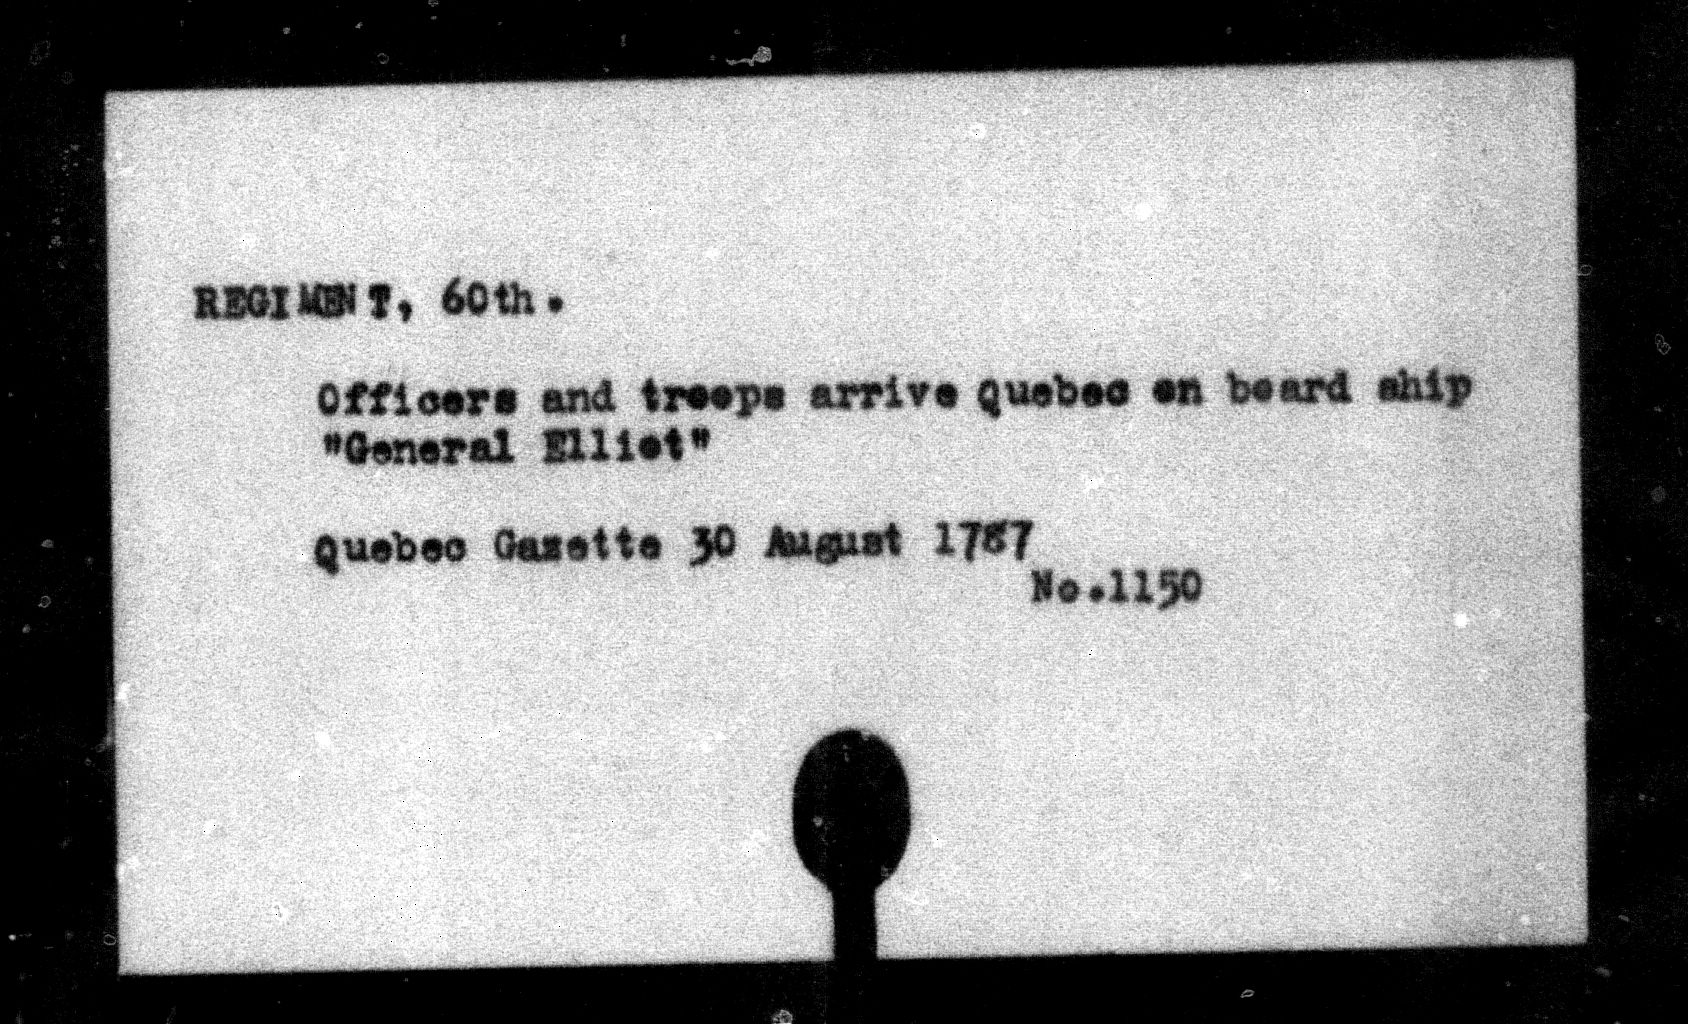 REGIMENT, 60th.
Officers and troops arrive Quebec on board ship
"General Elliot"
Quebec Gazette 30 August 1787
No.1150